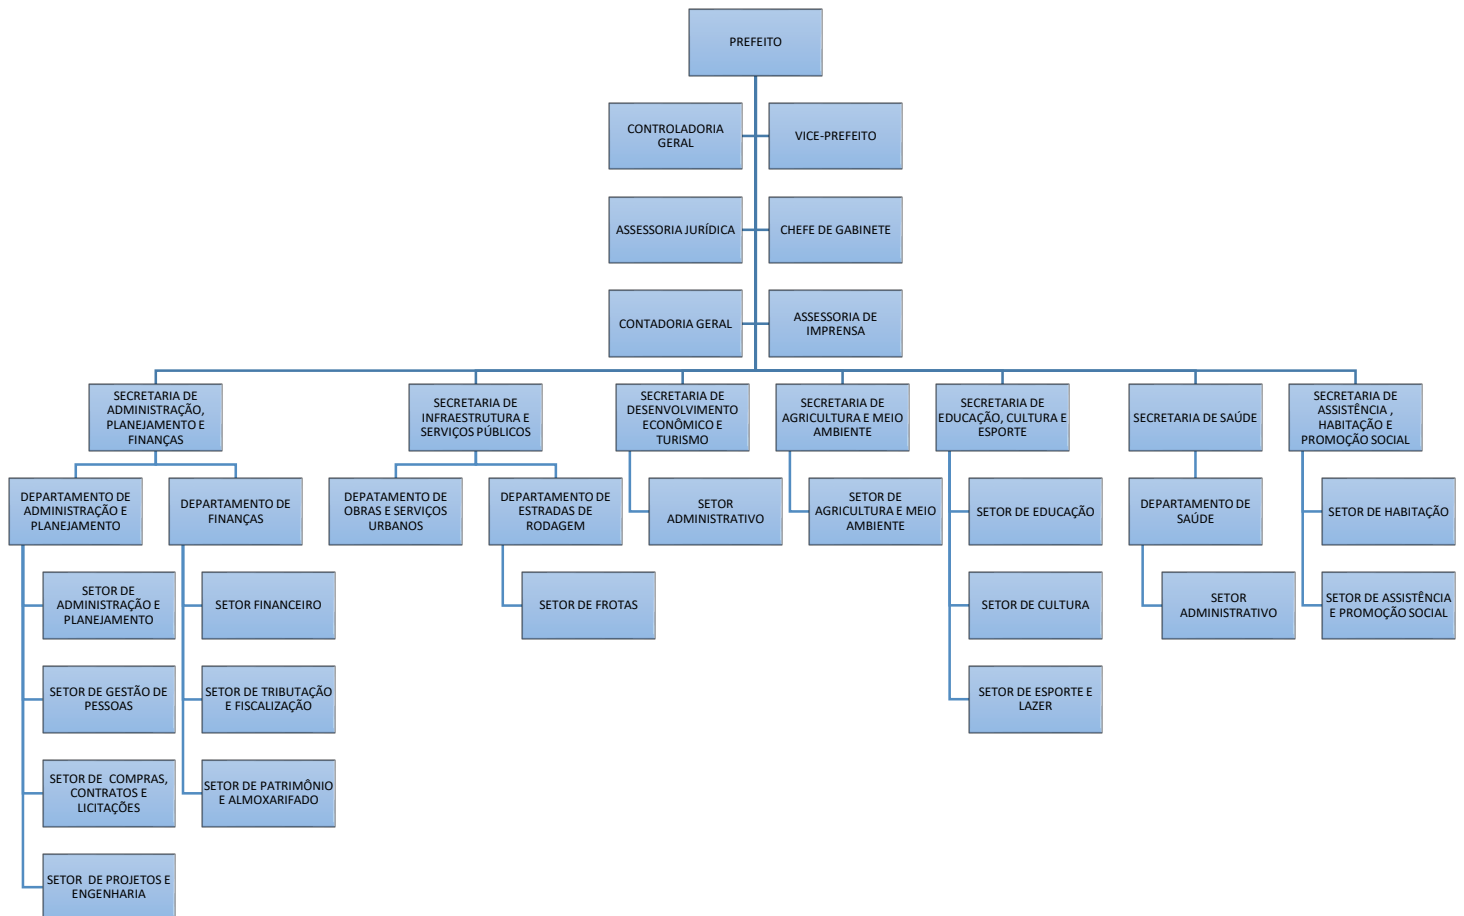 PREFEITO
CONTROLADORIA
GERAL
VICE-PREFEITO
ASSESSORIA JURÍDICA
CHEFE DE GABINETE
CONTADORIA GERAL
ASSESSORIA DE
IMPRENSA
SECRETARIA DE
ADMINISTRAÇÃO,
PLANEJAMENTO E
FINANÇAS
SECRETARIA DE
INFRAESTRUTURA E
SERVIÇOS PÚBLICOS
SECRETARIA DE
DESENVOLVIMENTO
ECONÔMICO E
TURISMO
SECRETARIA DE
AGRICULTURA E MEIO
AMBIENTE
SECRETARIA DE
EDUCAÇÃO, CULTURA E
ESPORTE
SECRETARIA DE SAÚDE
SECRETARIA DE
ASSISTÊNCIA ,
HABITAÇÃO E
PROMOÇÃO SOCIAL
DEPARTAMENTO DE
ADMINISTRAÇÃO E
PLANEJAMENTO
DEPARTAMENTO DE
FINANÇAS
DEPATAMENTO DE
OBRAS E SERVIÇOS
URBANOS
DEPARTAMENTO DE
ESTRADAS DE
RODAGEM
SETOR
ADMINISTRATIVO
SETOR DE
AGRICULTURA E MEIO
AMBIENTE
SETOR DE EDUCAÇÃO
DEPARTAMENTO DE
SAÚDE
SETOR DE HABITAÇÃO
SETOR DE
ADMINISTRAÇÃO E
PLANEJAMENTO
SETOR FINANCEIRO
SETOR DE FROTAS
SETOR DE CULTURA
SETOR
ADMINISTRATIVO
SETOR DE ASSISTÊNCIA
E PROMOÇÃO SOCIAL
SETOR DE GESTÃO DE
PESSOAS
SETOR DE TRIBUTAÇÃO
E FISCALIZAÇÃO
SETOR DE ESPORTE E
LAZER
SETOR DE COMPRAS,
CONTRATOS E
LICITAÇÕES
SETOR DE PATRIMÔNIO
E ALMOXARIFADO
SETOR DE PROJETOS E
ENGENHARIA